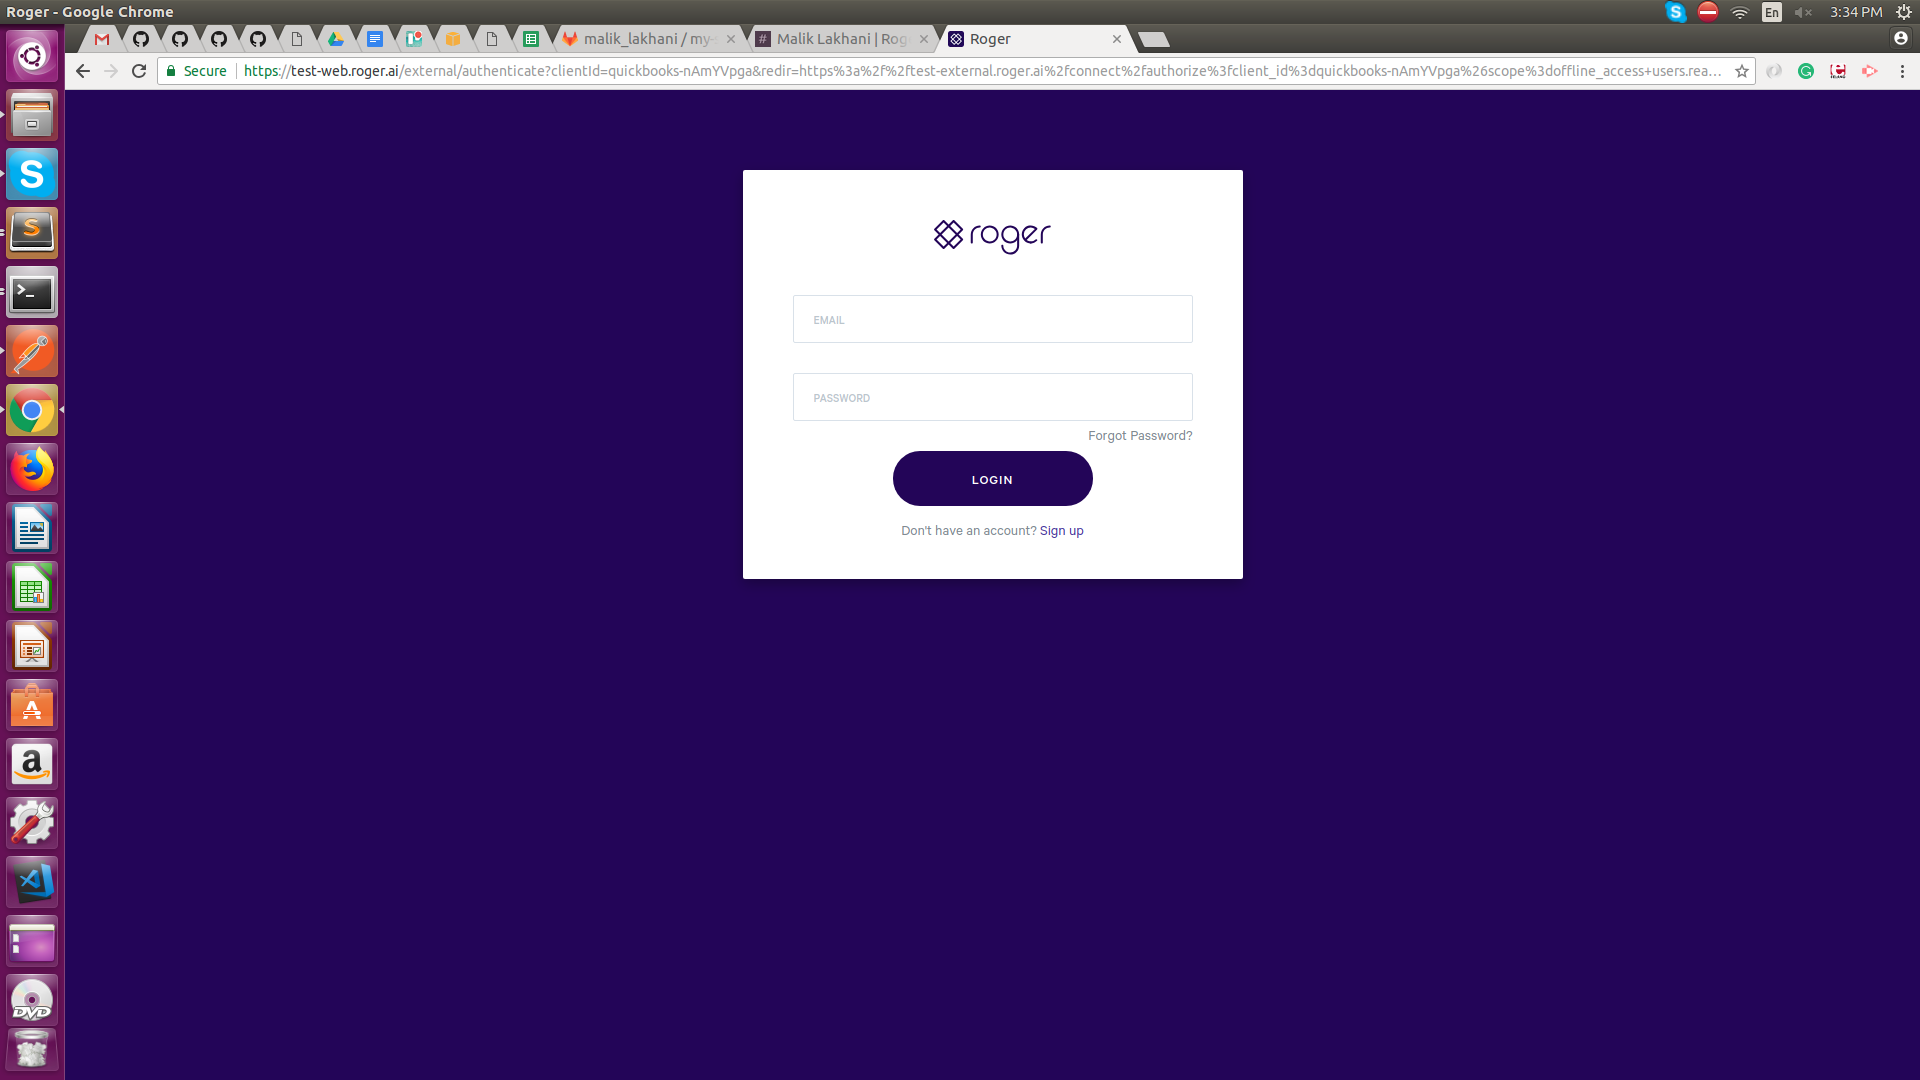 Roger - Google Chrome
En
3:34 PM
malik_lakhani / my-
Malik Lakhani | Rog
Roger
Secure
https://test-web.roger.ai/external/authenticate?clientId=quickbooks-nAmYVpga&redir=https%3a%2f%2ftest-external.roger.ai%2fconnect%2fauthorize%3fclient_id%3dquickbooks-nAmYVpga%26scope%3doffline_access+users.rea...
roger
EMAIL
PASSWORD
Forgot Password?
LOGIN
Don't have an account? Sign up
DVD